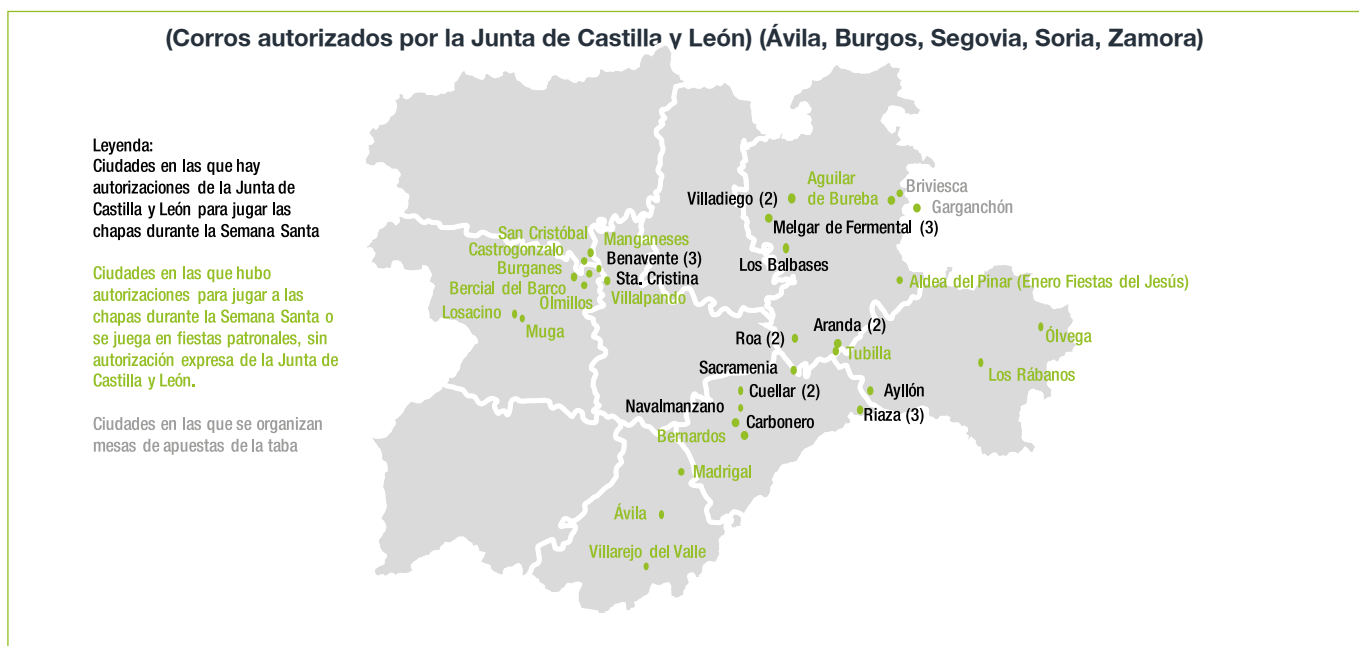 (Corros autorizados por la Junta de Castilla y León) (Ávila, Burgos, Segovia, Soria, Zamora)
Leyenda:
Ciudades en las que hay
autorizaciones de la Junta de
Castilla y León para jugar las
chapas durante la Semana Santa
Ciudades en las que hubo
autorizaciones para jugar a las
chapas durante la Semana Santa o
se juega en fiestas patronales, sin
autorización expresa de la Junta de
Castilla y León.
Ciudades en las que se organizan
mesas de apuestas de la taba
Aguilar
de Bureba
Briviesca
Villadiego (2)
Garganchón
Melgar de Fermental (3)
Los Balbases
San Cristóbal
Manganeses
Castrogonzalo
Benavente (3)
Burganes
Sta. Cristina
Bercial del Barco
Olmillos
Villalpando
Losacino
Muga
Aldea del Pinar (Enero Fiestas del Jesús)
Aranda (2)
Roa (2)
Tubilla
Ólvega
Sacramenia
Los Rábanos
Cuellar (2)
Ayllón
Navalmanzano
Riaza (3)
Carbonero
Bernardos
Madrigal
Ávila
Villarejo del Valle